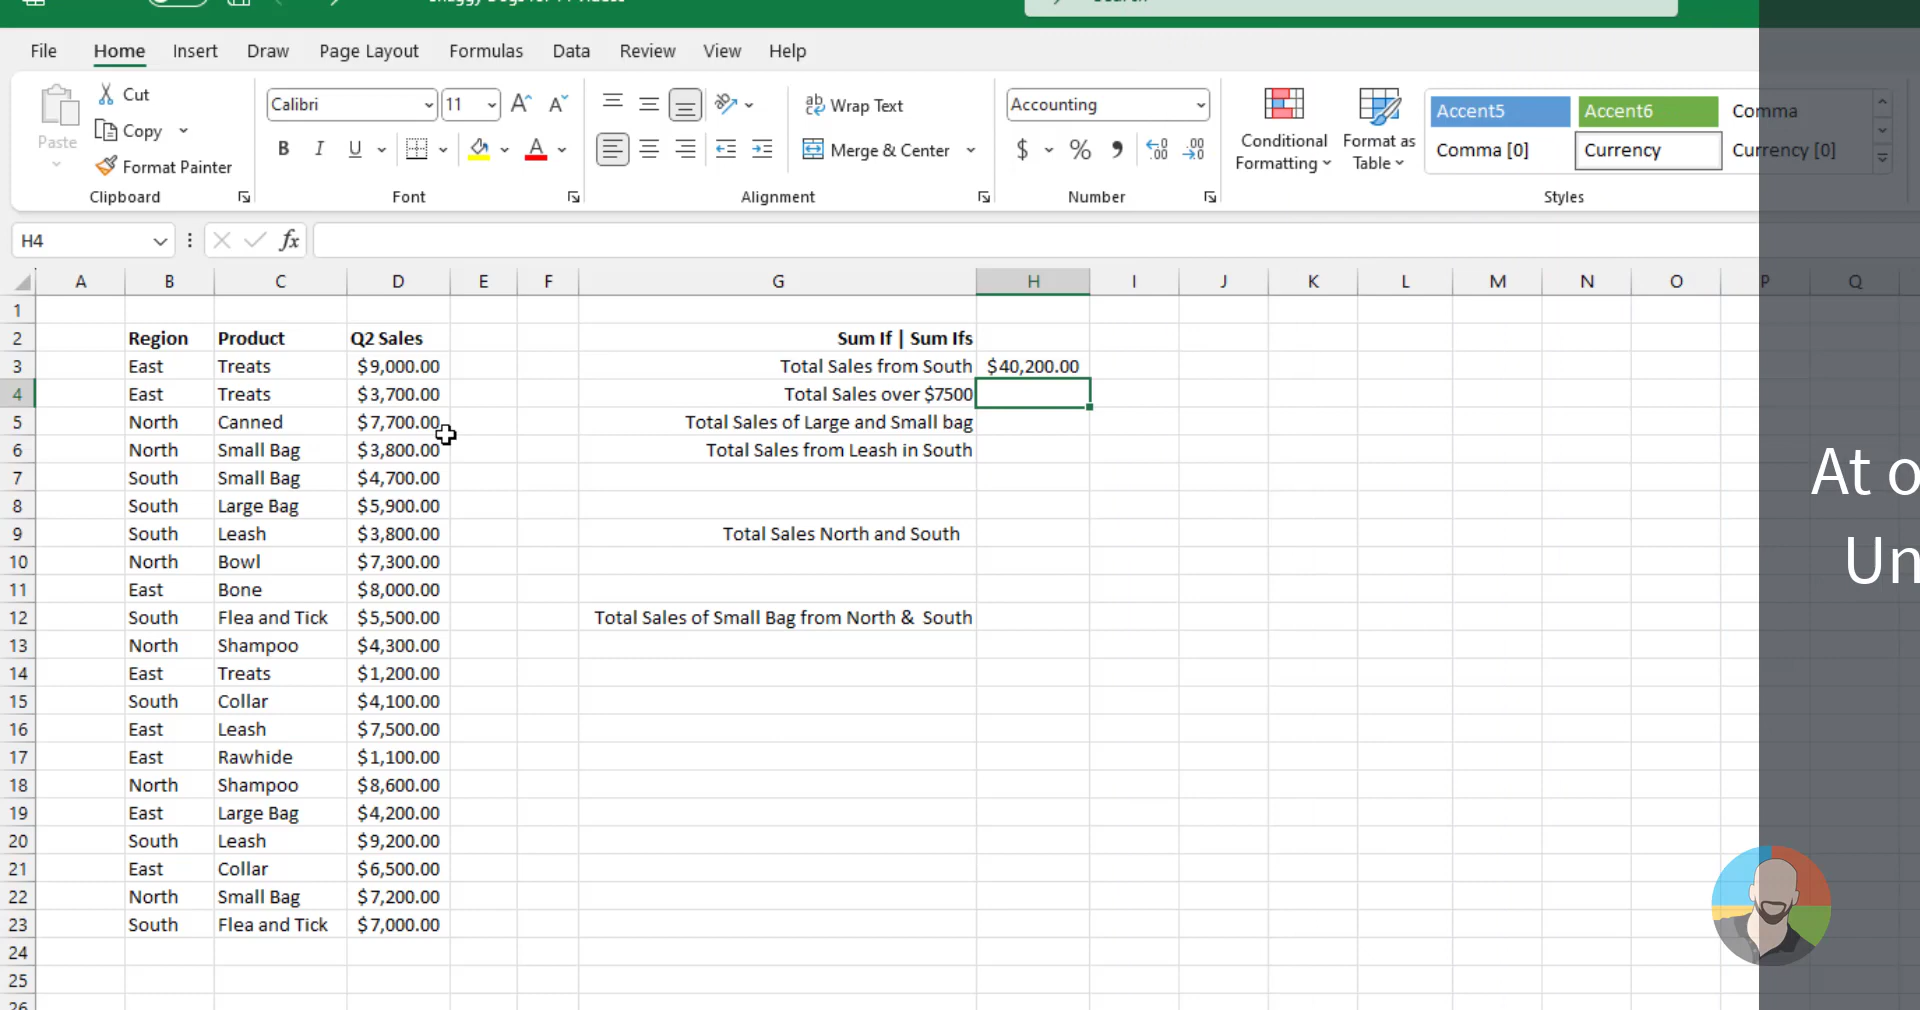 File Home Insert Draw Page Layout Formulas Data Review View Help
Paste
Cut
Copy
Format Painter
Clipboard
Calibri 11
B I U
Font
Wrap Text
Merge & Center
Alignment
Accounting
$ % 9
Number
Conditional Formatting
Format as Table
Accent5 Accent6 Comma
Comma [0] Currency Currency [0]
Styles
H4 fx
A B C D E F G H I J K L M N O P Q
1
2 Region Product Q2 Sales Sum If | Sum Ifs
3 East Treats $9,000.00 Total Sales from South $40,200.00
4 East Treats $3,700.00 Total Sales over $7500
5 North Canned $7,700.00 Total Sales of Large and Small bag
6 North Small Bag $3,800.00 Total Sales from Leash in South
7 South Small Bag $4,700.00
8 South Large Bag $5,900.00
9 South Leash $3,800.00 Total Sales North and South
10 North Bowl $7,300.00
11 East Bone $8,000.00
12 South Flea and Tick $5,500.00 Total Sales of Small Bag from North & South
13 North Shampoo $4,300.00
14 East Treats $1,200.00
15 South Collar $4,100.00
16 East Leash $7,500.00
17 East Rawhide $1,100.00
18 North Shampoo $8,600.00
19 East Large Bag $4,200.00
20 South Leash $9,200.00
21 East Collar $6,500.00
22 North Small Bag $7,200.00
23 South Flea and Tick $7,000.00
24
25
26
At o
Un